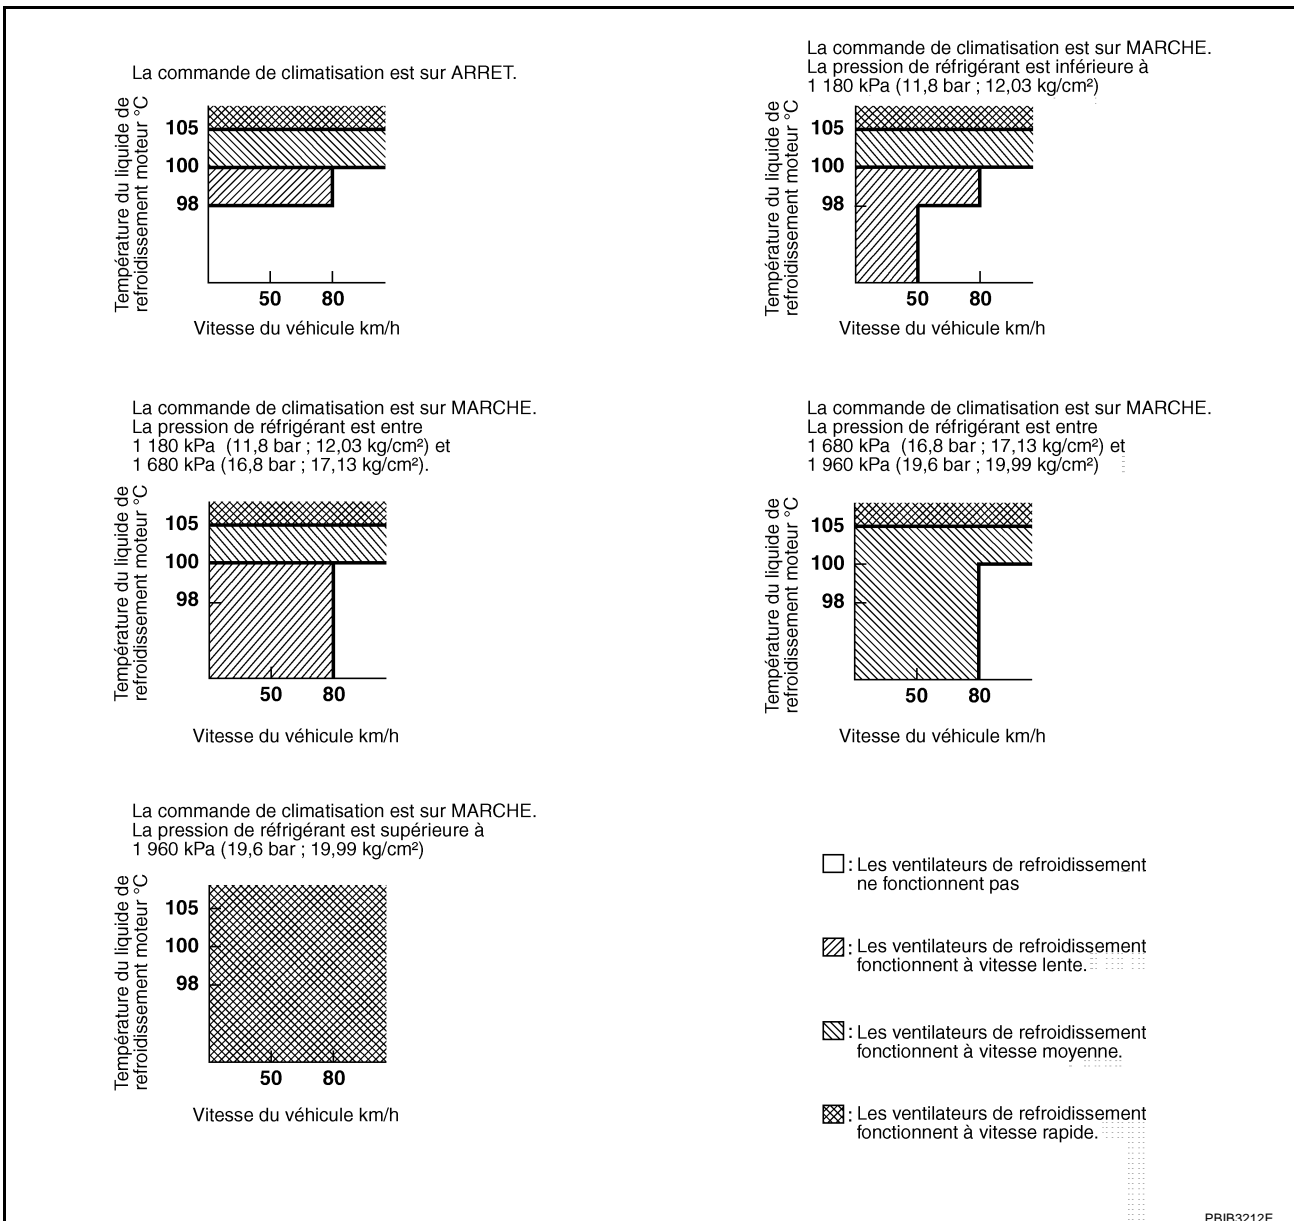 La commande de climatisation est sur ARRET.
Température du liquide de
refroidissement moteur °C
105
100
98
50 80
Vitesse du véhicule km/h
La commande de climatisation est sur MARCHE.
La pression de réfrigérant est inférieure à
1 180 kPa (11,8 bar ; 12,03 kg/cm²)
Température du liquide de
refroidissement moteur °C
105
100
98
50 80
Vitesse du véhicule km/h
La commande de climatisation est sur MARCHE.
La pression de réfrigérant est entre
1 180 kPa (11,8 bar ; 12,03 kg/cm²) et
1 680 kPa (16,8 bar ; 17,13 kg/cm²).
Température du liquide de
refroidissement moteur °C
105
100
98
50 80
Vitesse du véhicule km/h
La commande de climatisation est sur MARCHE.
La pression de réfrigérant est entre
1 680 kPa (16,8 bar ; 17,13 kg/cm²) et
1 960 kPa (19,6 bar ; 19,99 kg/cm²)
Température du liquide de
refroidissement moteur °C
105
100
98
50 80
Vitesse du véhicule km/h
La commande de climatisation est sur MARCHE.
La pression de réfrigérant est supérieure à
1 960 kPa (19,6 bar ; 19,99 kg/cm²)
Température du liquide de
refroidissement moteur °C
105
100
98
50 80
Vitesse du véhicule km/h
: Les ventilateurs de refroidissement
ne fonctionnent pas
: Les ventilateurs de refroidissement
fonctionnent à vitesse lente.
: Les ventilateurs de refroidissement
fonctionnent à vitesse moyenne.
: Les ventilateurs de refroidissement
fonctionnent à vitesse rapide.
PBIB3212E